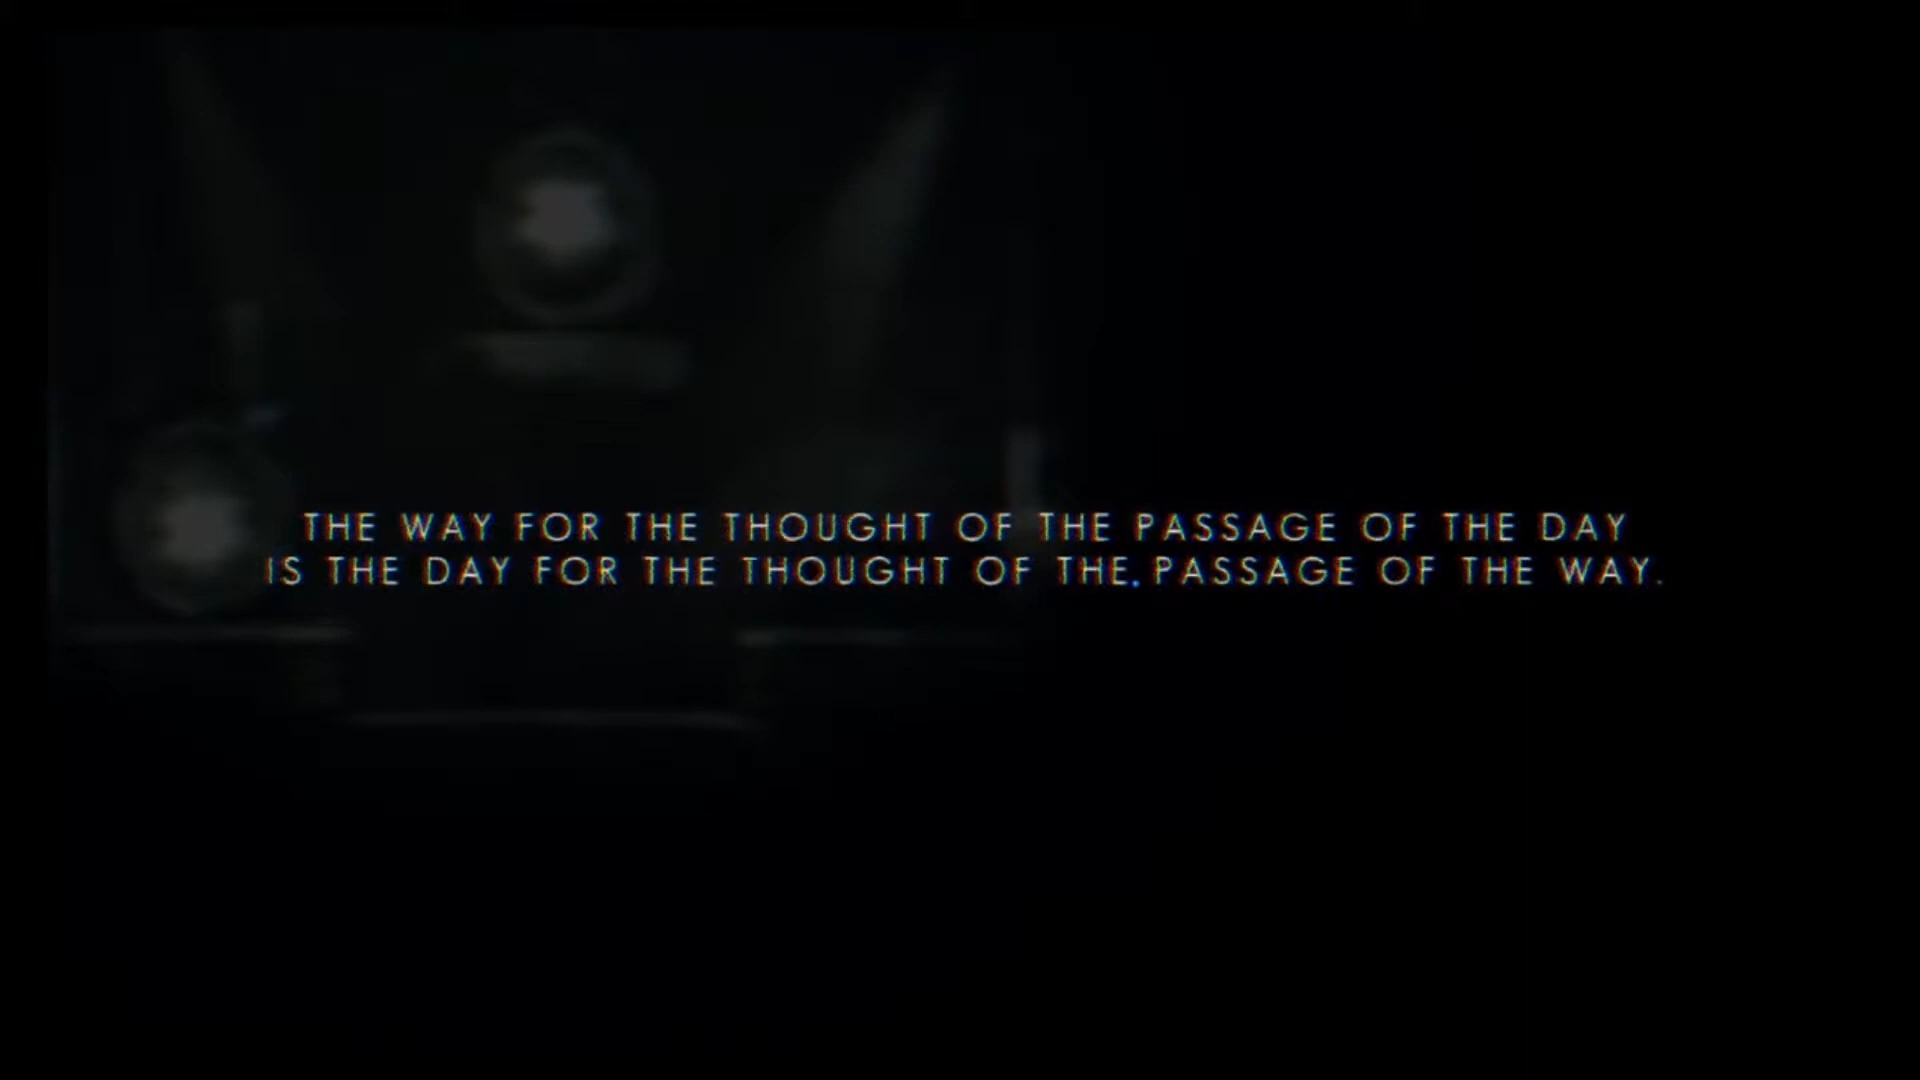 THE WAY FOR THE THOUGHT OF THE PASSAGE OF THE DAY
IS THE DAY FOR THE THOUGHT OF THE PASSAGE OF THE WAY.